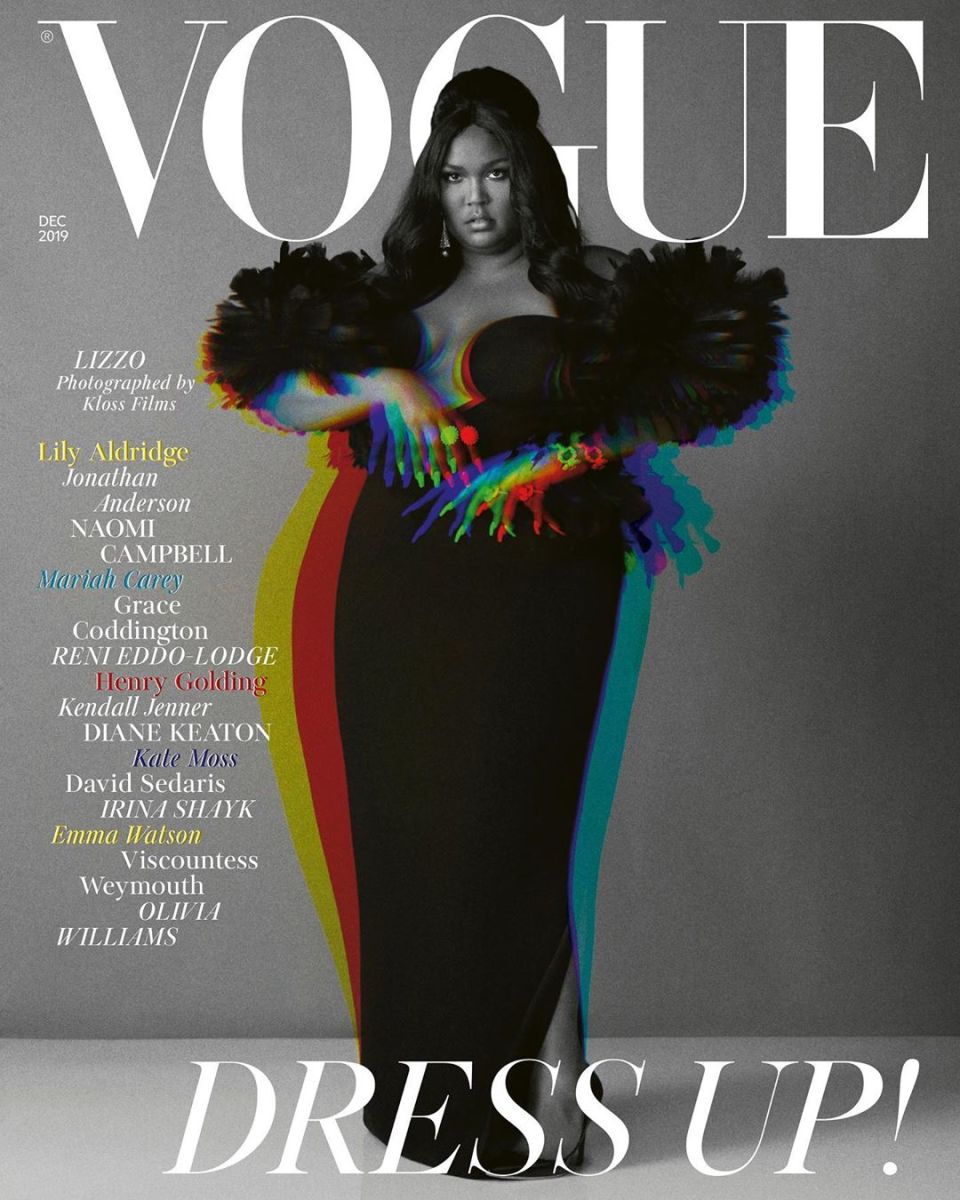 VOGUE
®
DEC
2019
LIZZO
Photographed by
Kloss Films
Lily Aldridge
Jonathan
Anderson
NAOMI
CAMPBELL
Mariah Carey
Grace
Coddington
RENI EDDO-LODGE
Henry Golding
Kendall Jenner
DIANE KEATON
Kate Moss
David Sedaris
IRINA SHAYK
Emma Watson
Viscountess
Weymouth
OLIVIA
WILLIAMS
DRESS UP!